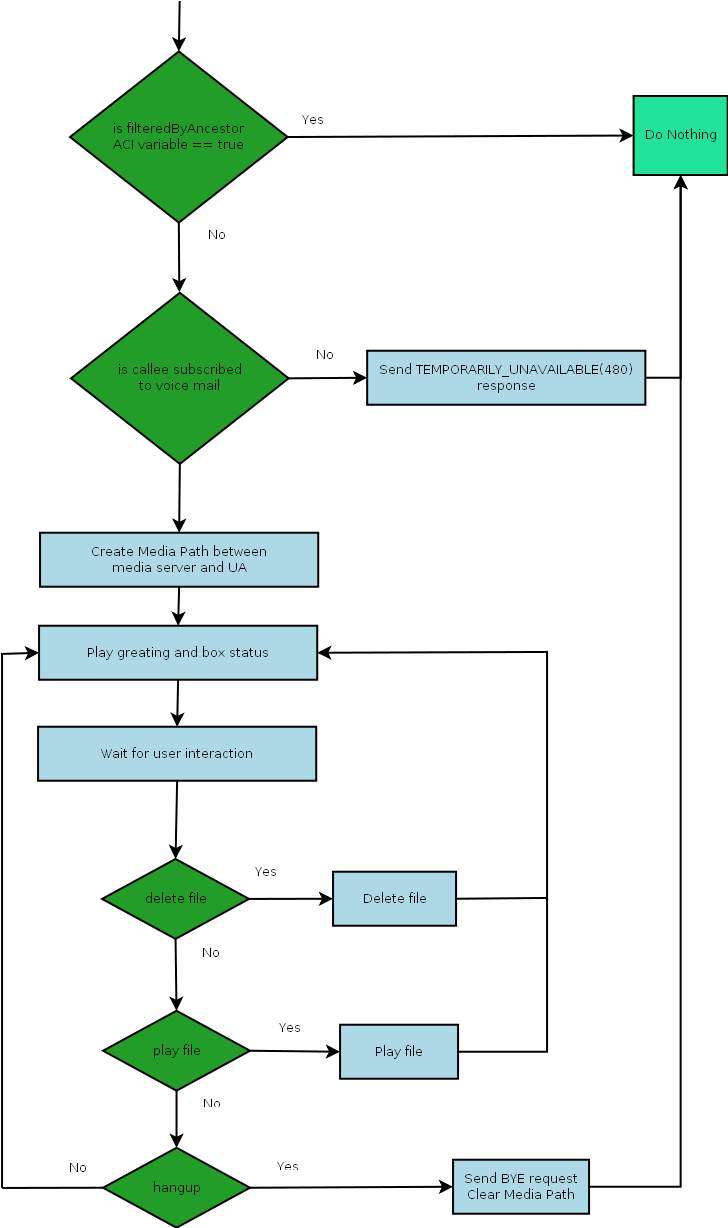 is filteredByAncestor
ACI variable == true
Yes
Do Nothing
No
is callee subscribed
to voice mail
No
Send TEMPORARILY_UNAVAILABLE(480)
response
Create Media Path between
media server and UA
Play greating and box status
Wait for user interaction
delete file
Yes
Delete file
No
play file
Yes
Play file
No
hangup
No
Yes
Send BYE request
Clear Media Path